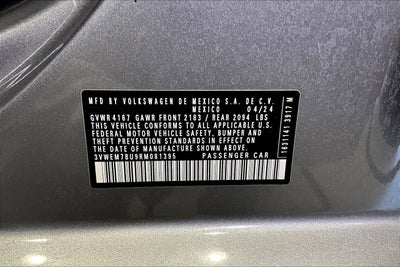 MFD BY VOLKSWAGEN DE MEXICO S.A. DE C.V.
MEXICO 04/24
GVWR 4167 GAWR FRONT 2183 / REAR 2094 LBS
THIS VEHICLE CONFORMS TO ALL APPLICABLE
FEDERAL MOTOR VEHICLE SAFETY, BUMPER AND
THEFT PREVENTION STANDARDS IN EFFECT ON
THE DATE OF MANUFACTURE SHOWN ABOVE.
3VWEM7BU9RM081395 PASSENGER CAR
1631141 3917 M